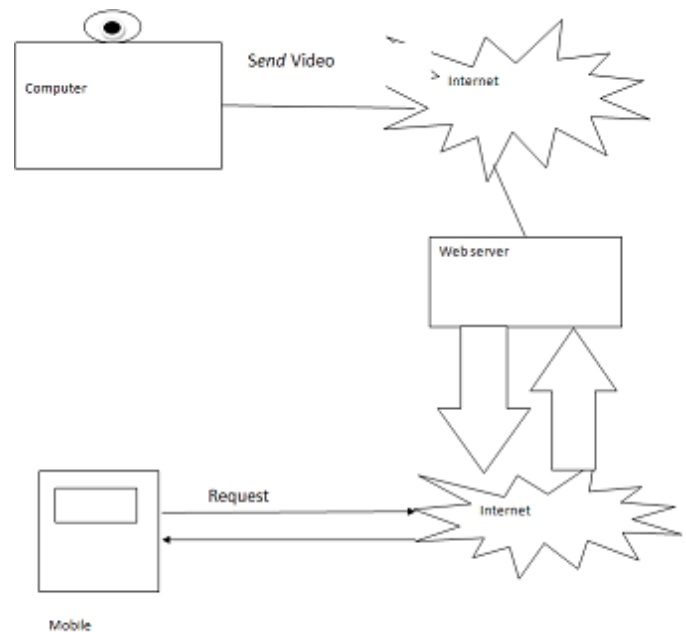 Send Video
Computer
Internet
Web server
Request
Internet
Mobile